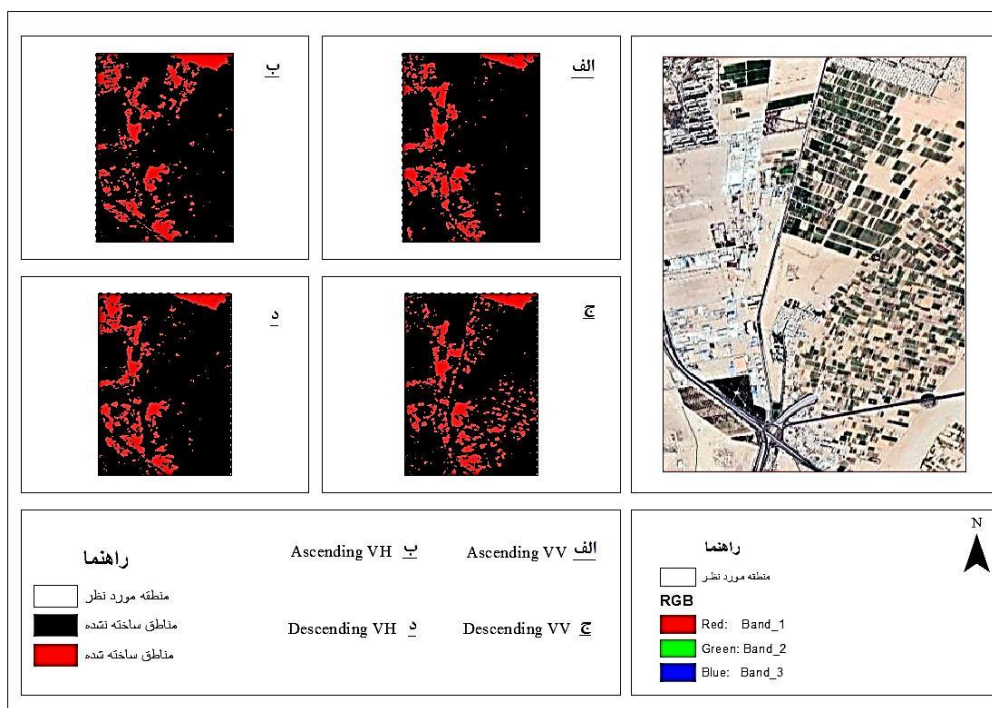 الف
ب
ج
د
راهنما
منطقه مورد نظر
RGB
Red: Band_1
Green: Band_2
Blue: Band_3
N
الف Ascending VV
ب Ascending VH
ج Descending VV
د Descending VH
راهنما
منطقه مورد نظر
مناطق ساخته نشده
مناطق ساخته شده